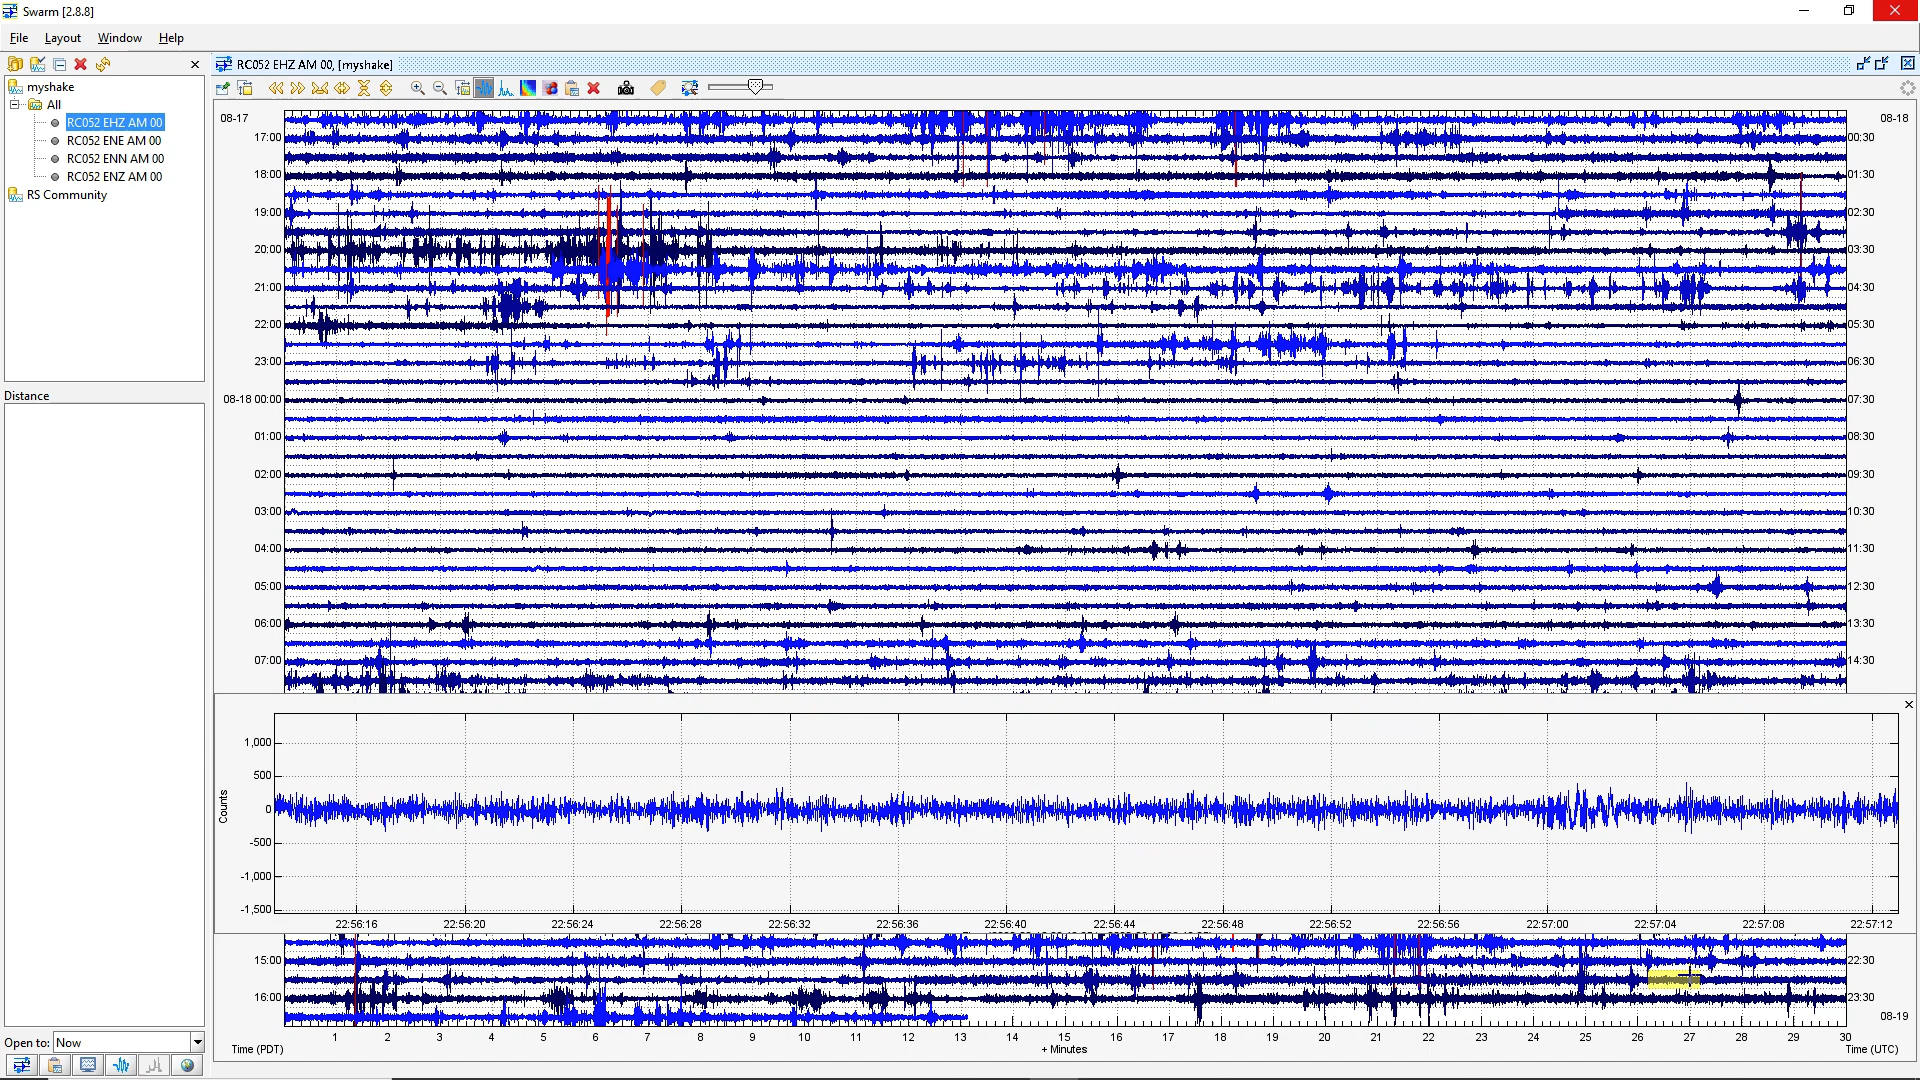 Swarm [2.8.8]
File Layout Window Help
RC052 EHZ AM 00, [myshake]
myshake
All
RC052 EHZ AM 00
RC052 ENE AM 00
RC052 ENN AM 00
RC052 ENZ AM 00
RS Community
Distance
Open to: Now
08-17 08-18
17:00 00:30
18:00 01:30
19:00 02:30
20:00 03:30
21:00 04:30
22:00 05:30
23:00 06:30
08-18 00:00 07:30
01:00 08:30
02:00 09:30
03:00 10:30
04:00 11:30
05:00 12:30
06:00 13:30
07:00 14:30
1,000
500
0
-500
-1,000
-1,500
Counts
22:56:16 22:56:20 22:56:24 22:56:28 22:56:32 22:56:36 22:56:40 22:56:44 22:56:48 22:56:52 22:56:56 22:57:00 22:57:04 22:57:08 22:57:12
15:00 22:30
16:00 23:30
08-19
1 2 3 4 5 6 7 8 9 10 11 12 13 14 15 16 17 18 19 20 21 22 23 24 25 26 27 28 29 30
Time (PDT) + Minutes Time (UTC)